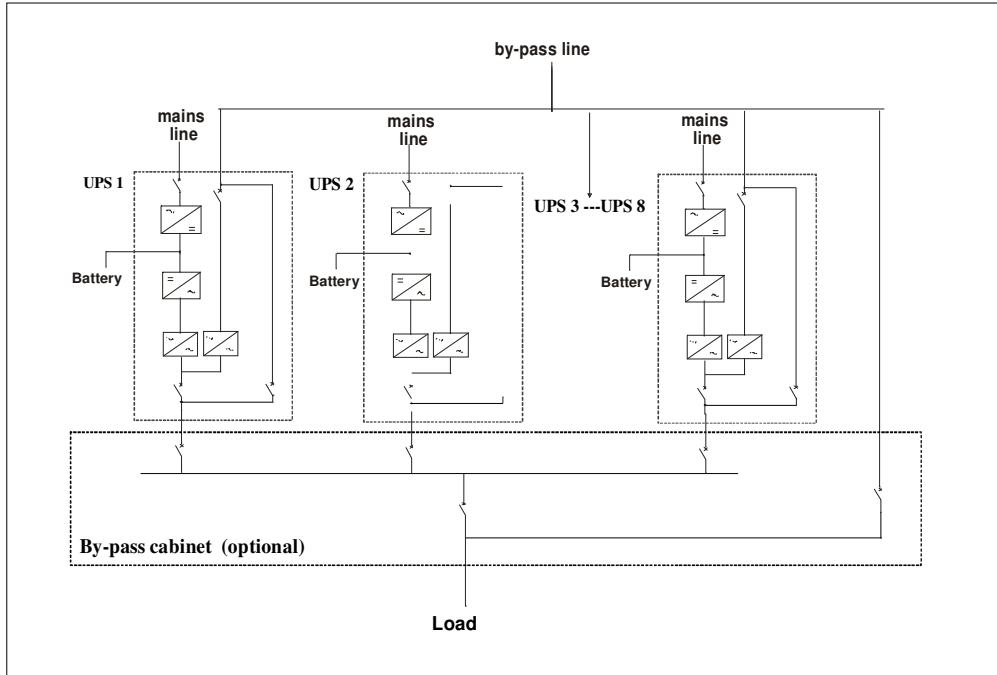 by-pass line
mains
line
mains
line
mains
line
UPS 1
UPS 2
UPS 3 ---UPS 8
Battery
Battery
Battery
By-pass cabinet (optional)
Load